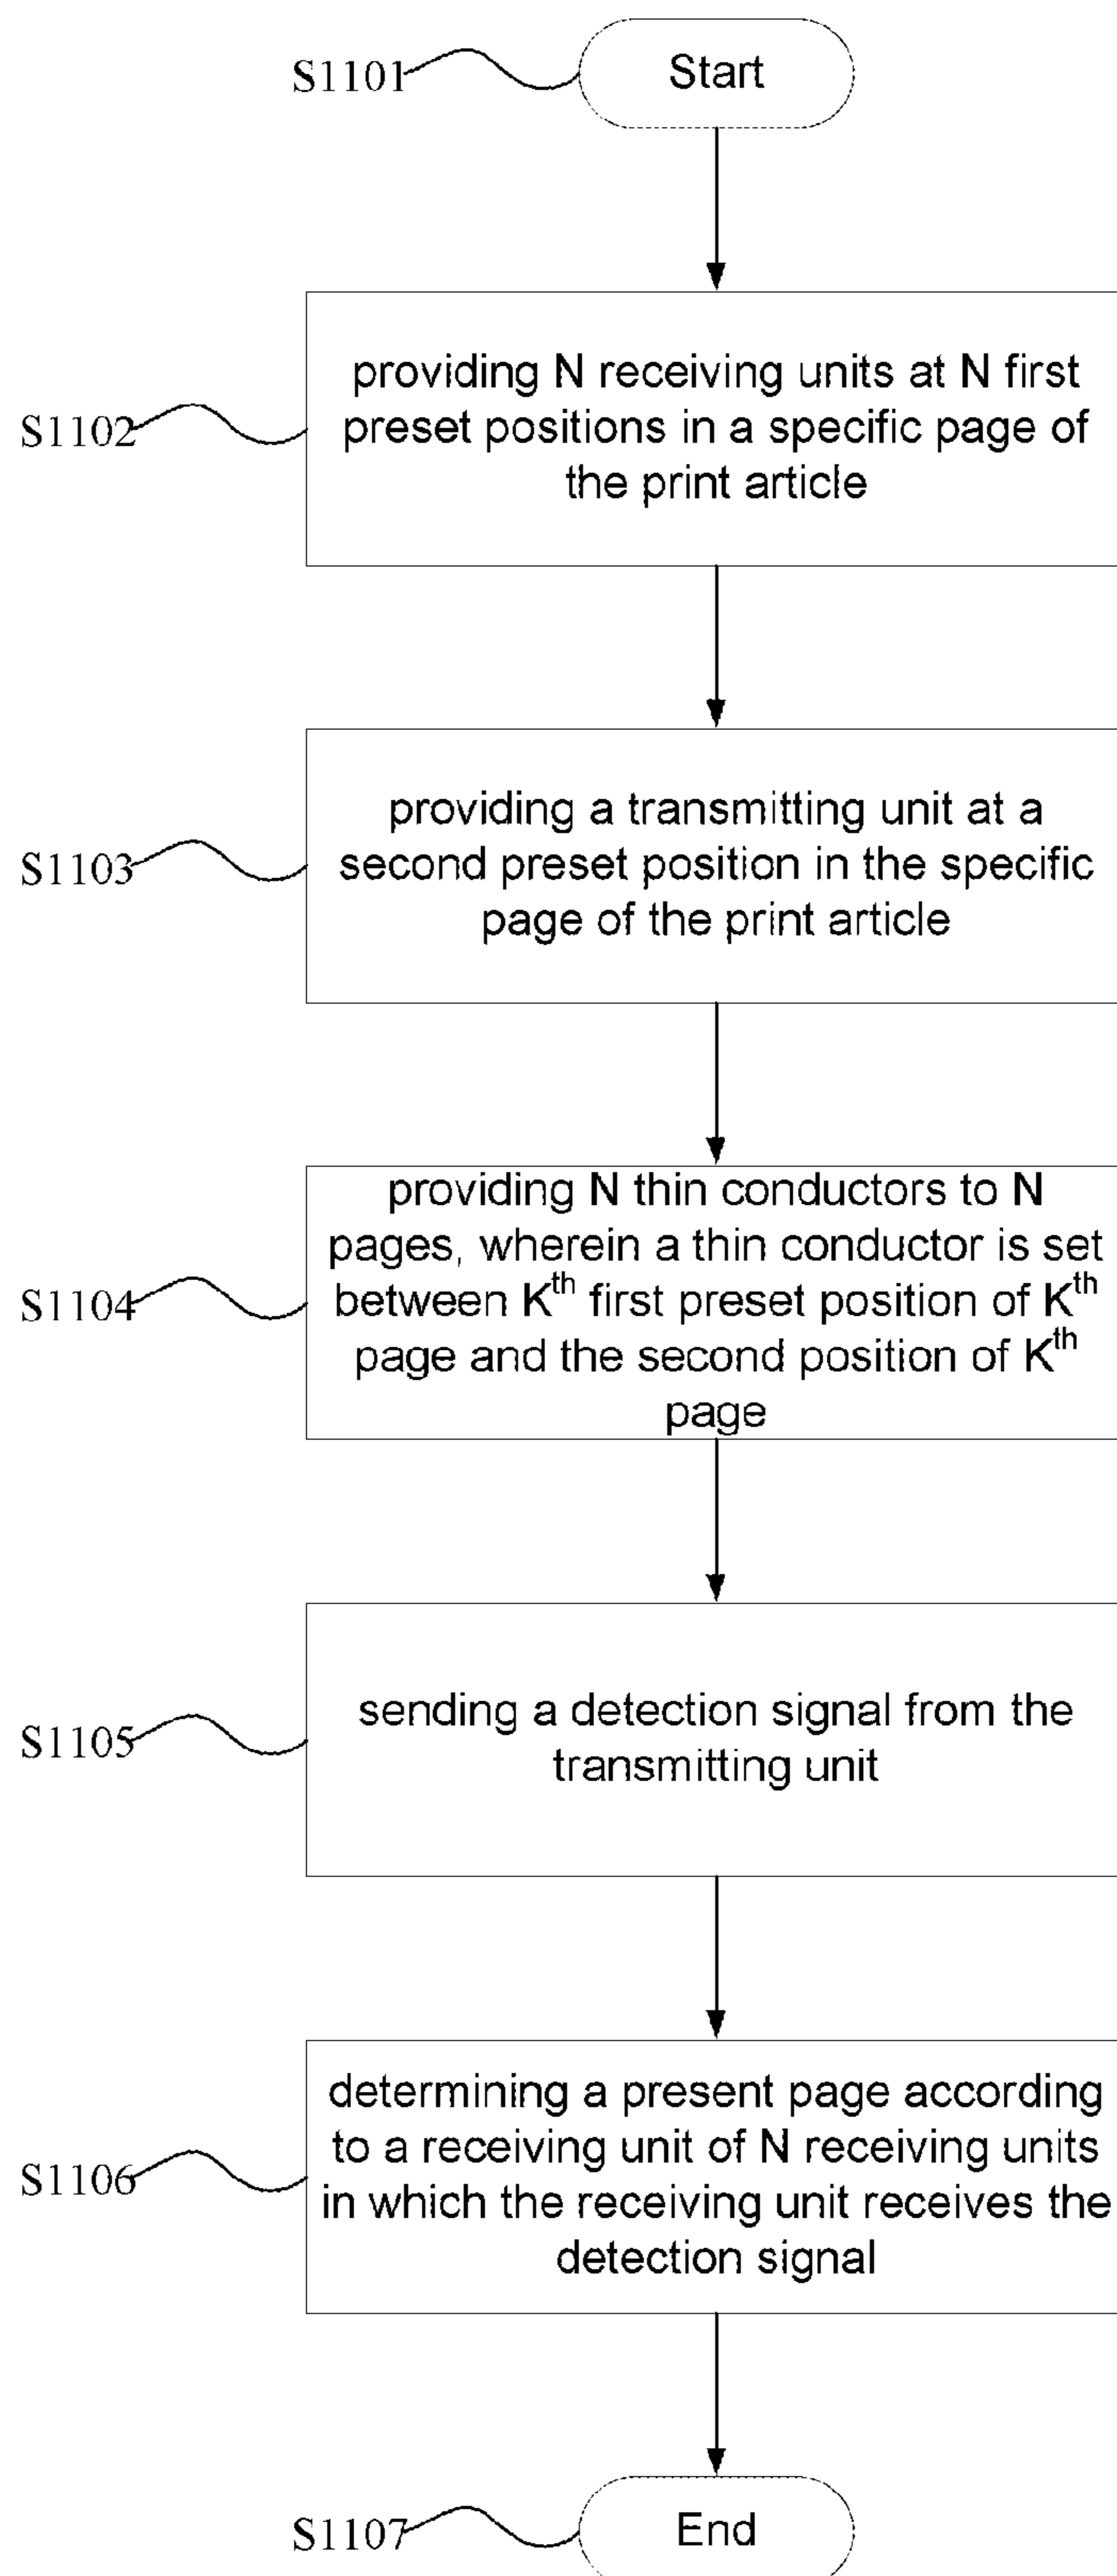 S1101
Start
S1102
providing N receiving units at N first
preset positions in a specific page of
the print article
S1103
providing a transmitting unit at a
second preset position in the specific
page of the print article
S1104
providing N thin conductors to N
pages, wherein a thin conductor is set
between Kth first preset position of Kth
page and the second position of Kth
page
S1105
sending a detection signal from the
transmitting unit
S1106
determining a present page according
to a receiving unit of N receiving units
in which the receiving unit receives the
detection signal
S1107
End